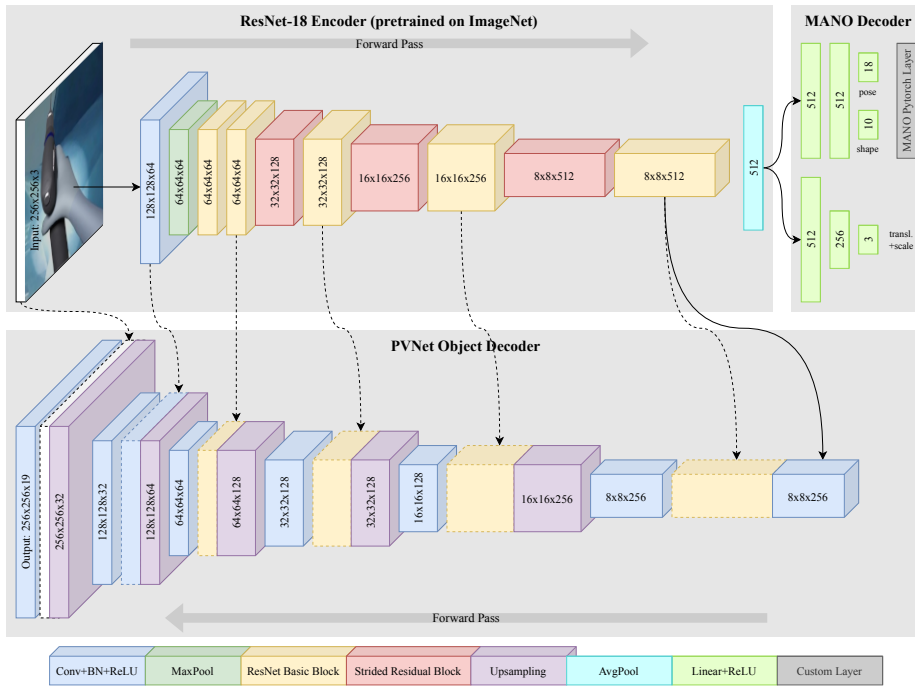 ResNet-18 Encoder (pretrained on ImageNet)
Forward Pass
Input: 256x256x3
128x128x64
64x64x64
64x64x64
64x64x64
32x32x128
32x32x128
16x16x256
16x16x256
8x8x512
8x8x512
512
MANO Decoder
512
512
18
pose
10
shape
MANO Pytorch Layer
512
256
3
transl.
+scale
PVNet Object Decoder
Output: 256x256x19
256x256x32
128x128x32
128x128x64
64x64x64
64x64x128
32x32x128
32x32x128
16x16x128
16x16x256
8x8x256
8x8x256
Forward Pass
Conv+BN+ReLU
MaxPool
ResNet Basic Block
Strided Residual Block
Upsampling
AvgPool
Linear+ReLU
Custom Layer